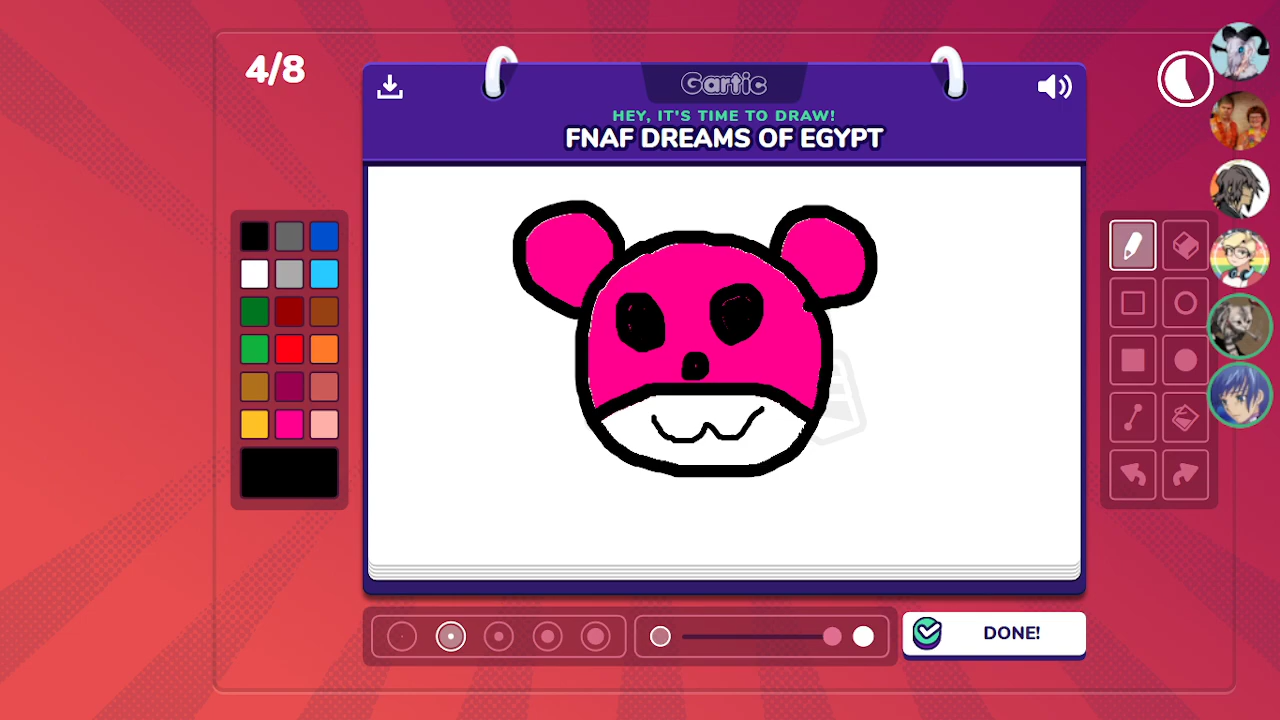 4/8
Gartic
HEY, IT'S TIME TO DRAW!
FNAF DREAMS OF EGYPT
DONE!